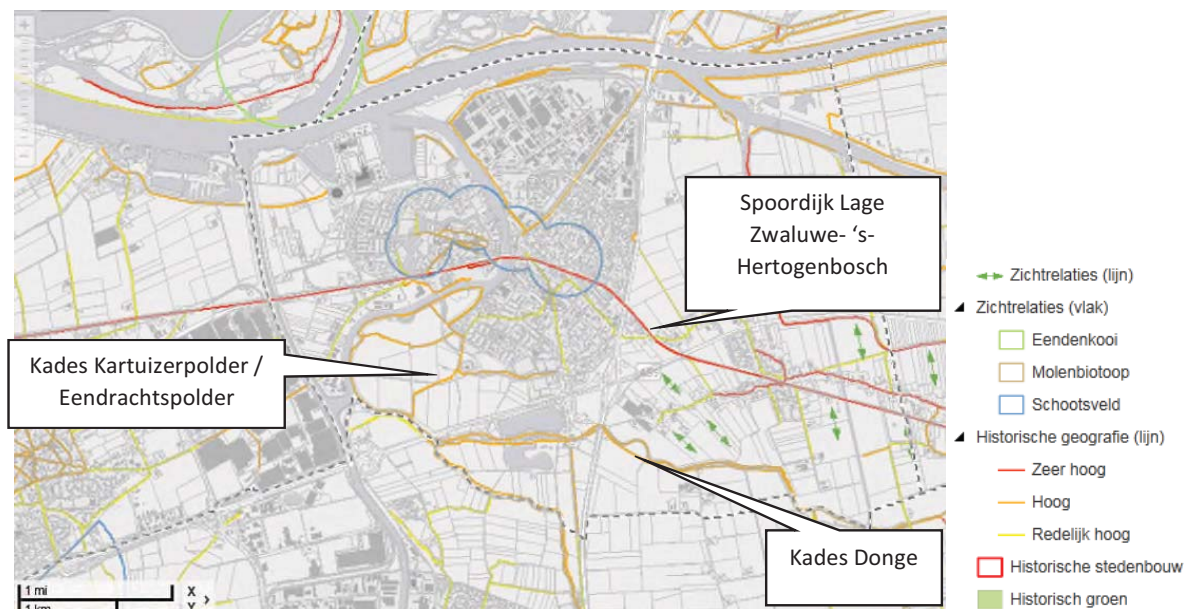 Spoordijk Lage
Zwaluwe- ‘s-
Hertogenbosch
Kades Kartuizerpolder /
Eendrachtspolder
Kades Donge
Zichtrelaties (lijn)
Zichtrelaties (vlak)
Eendenkooi
Molenbiotoop
Schootsveld
Historische geografie (lijn)
Zeer hoog
Hoog
Redelijk hoog
Historische stedenbouw
Historisch groen
1 mi
1 km
X
Y